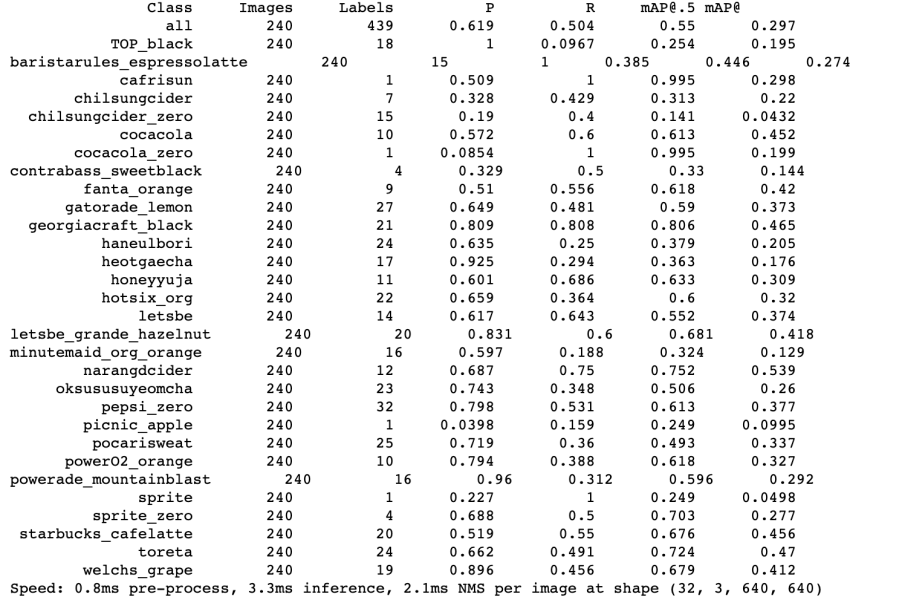 Class Images Labels P R mAP@.5 mAP@
all 240 439 0.619 0.504 0.55 0.297
TOP_black 240 18 1 0.0967 0.254 0.195
baristarules_espressolatte 240 15 1 0.385 0.446 0.274
cafrisun 240 1 0.509 1 0.995 0.298
chilsungcider 240 7 0.328 0.429 0.313 0.22
chilsungcider_zero 240 15 0.19 0.4 0.141 0.0432
cocacola 240 10 0.572 0.6 0.613 0.452
cocacola_zero 240 1 0.0854 1 0.995 0.199
contrabass_sweetblack 240 4 0.329 0.5 0.33 0.144
fanta_orange 240 9 0.51 0.556 0.618 0.42
gatorade_lemon 240 27 0.649 0.481 0.59 0.373
georgiacraft_black 240 21 0.809 0.808 0.806 0.465
haneulbori 240 24 0.635 0.25 0.379 0.205
heotgaecha 240 17 0.925 0.294 0.363 0.176
honeyyuja 240 11 0.601 0.686 0.633 0.309
hotsix_org 240 22 0.659 0.364 0.6 0.32
letsbe 240 14 0.617 0.643 0.552 0.374
letsbe_grande_hazelnut 240 20 0.831 0.6 0.681 0.418
minutemaid_org_orange 240 16 0.597 0.188 0.324 0.129
narangdcider 240 12 0.687 0.75 0.752 0.539
oksususuyeomcha 240 23 0.743 0.348 0.506 0.26
pepsi_zero 240 32 0.798 0.531 0.613 0.377
picnic_apple 240 1 0.0398 0.159 0.249 0.0995
pocarisweat 240 25 0.719 0.36 0.493 0.337
powerO2_orange 240 10 0.794 0.388 0.618 0.327
powerade_mountainblast 240 16 0.96 0.312 0.596 0.292
sprite 240 1 0.227 1 0.249 0.0498
sprite_zero 240 4 0.688 0.5 0.703 0.277
starbucks_cafelatte 240 20 0.519 0.55 0.676 0.456
toreta 240 24 0.662 0.491 0.724 0.47
welchs_grape 240 19 0.896 0.456 0.679 0.412
Speed: 0.8ms pre-process, 3.3ms inference, 2.1ms NMS per image at shape (32, 3, 640, 640)